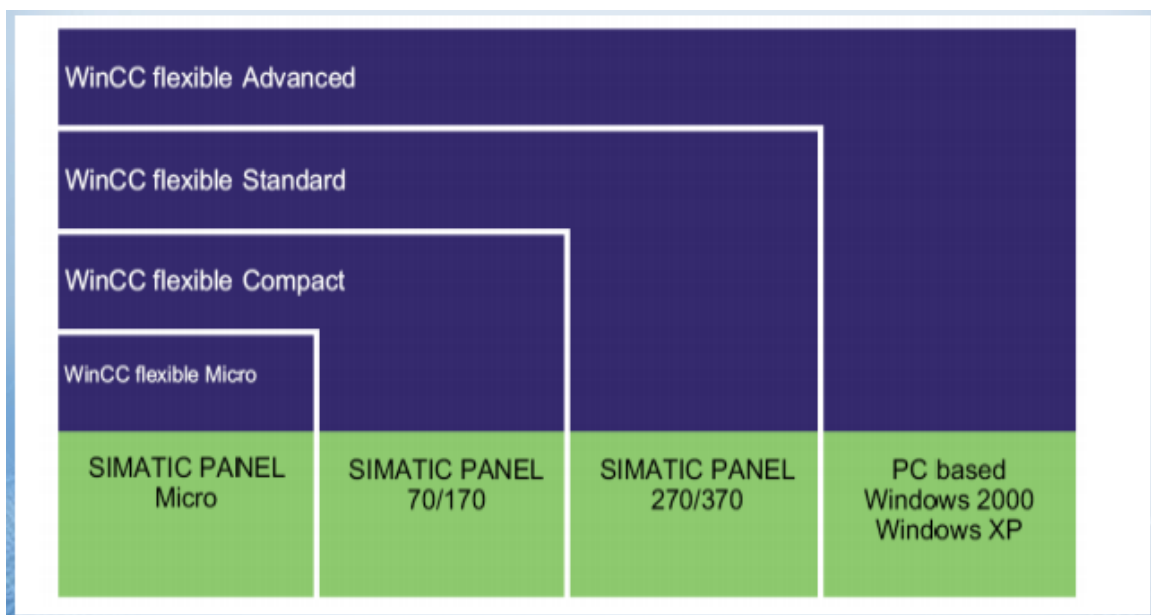 WinCC flexible Advanced
WinCC flexible Standard
WinCC flexible Compact
WinCC flexible Micro
SIMATIC PANEL
Micro
SIMATIC PANEL
70/170
SIMATIC PANEL
270/370
PC based
Windows 2000
Windows XP